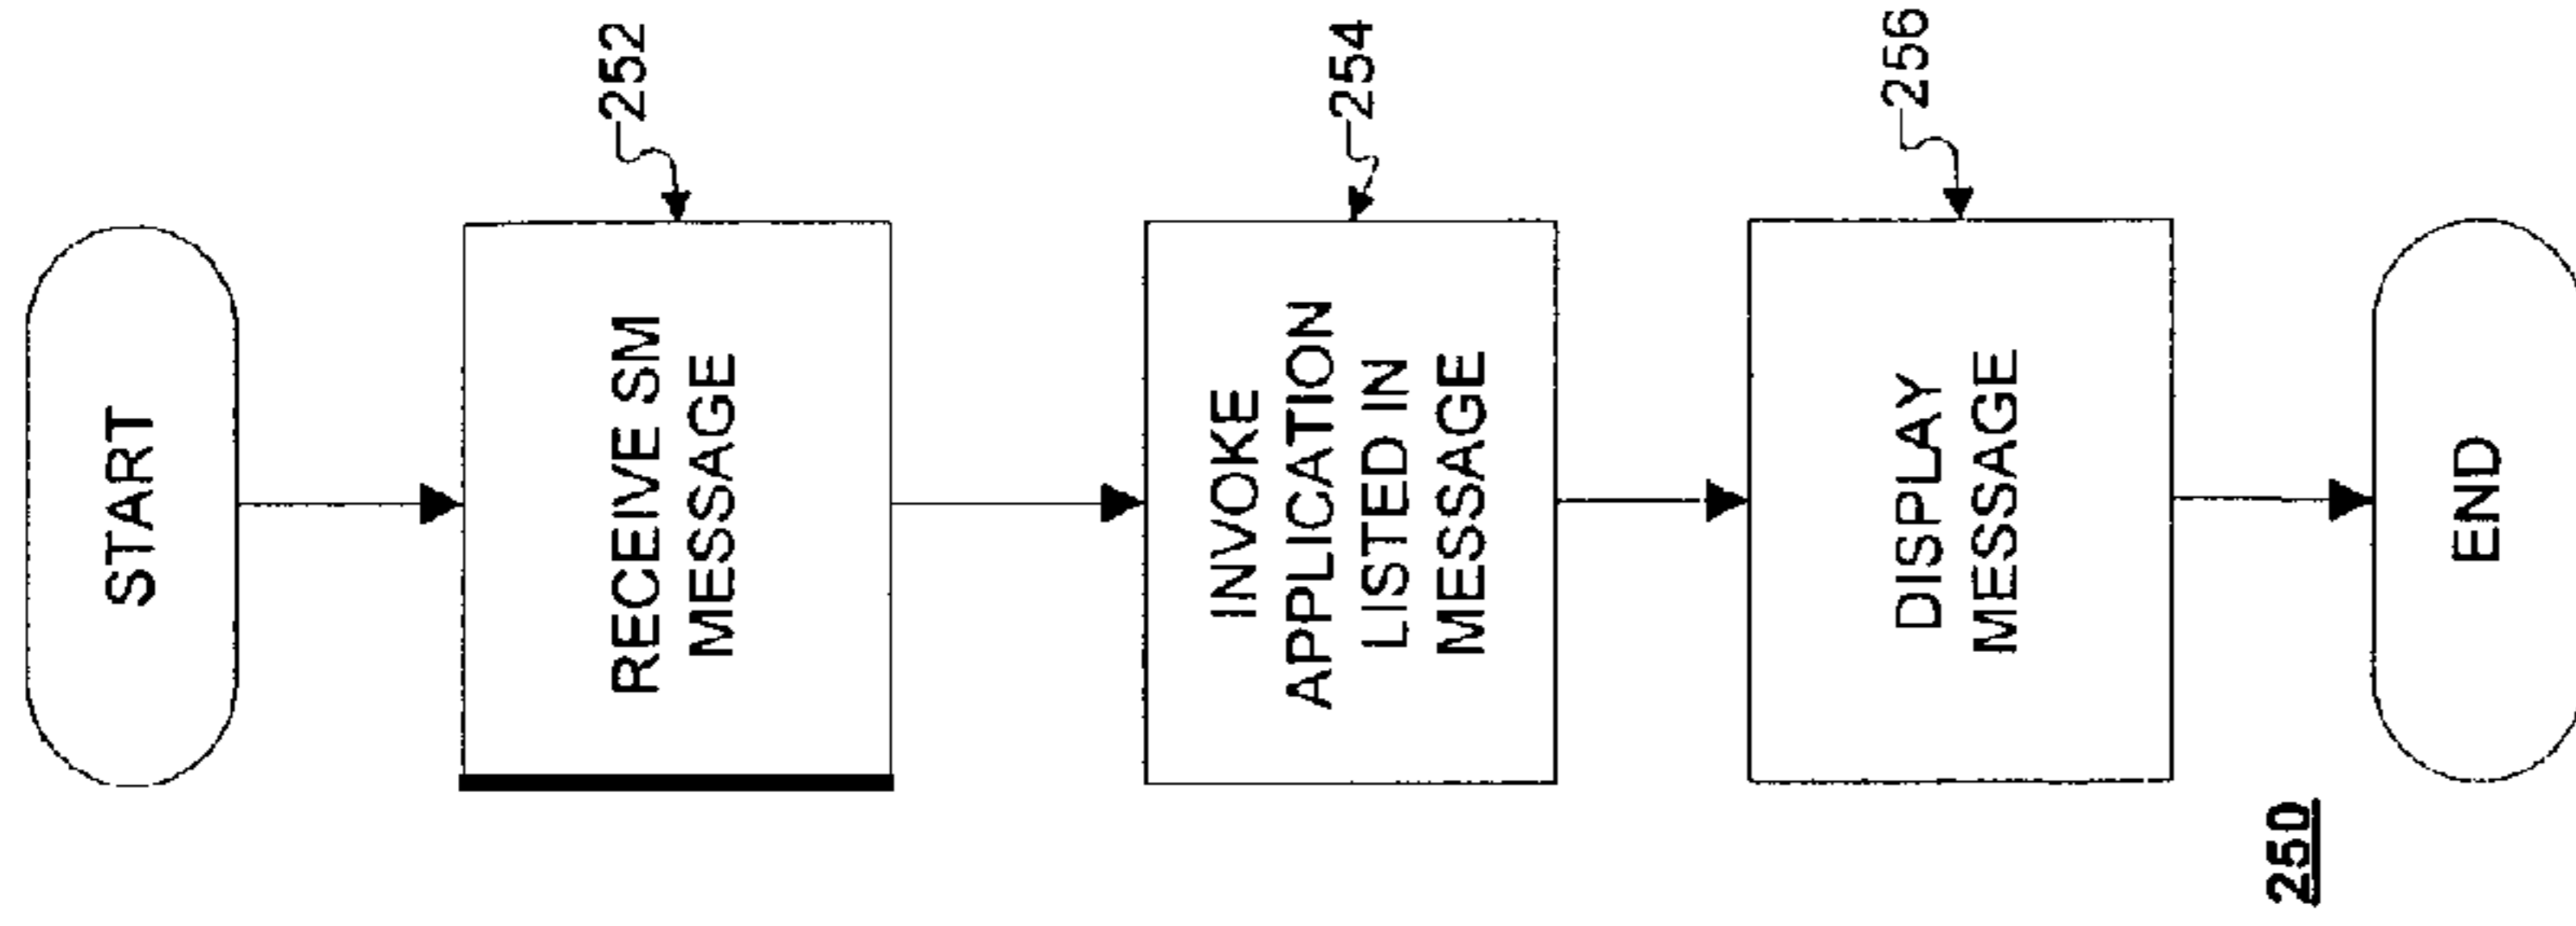 START
RECEIVE SM
MESSAGE
252
INVOKE
APPLICATION
LISTED IN
MESSAGE
254
DISPLAY
MESSAGE
256
END
250